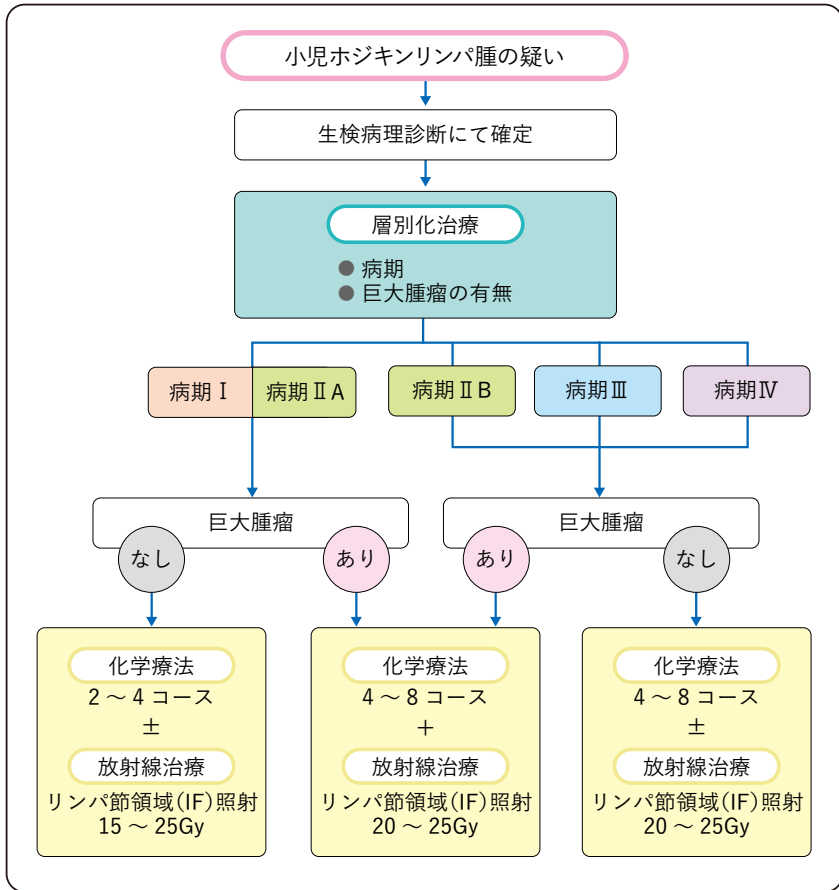 小児ホジキンリンパ腫の疑い
生検病理診断にて確定
層別化治療
● 病期
● 巨大腫瘤の有無
病期Ⅰ
病期ⅡA
病期ⅡB
病期Ⅲ
病期Ⅳ
巨大腫瘤
なし
あり
巨大腫瘤
あり
なし
化学療法
2～4コース
±
放射線治療
リンパ節領域(IF)照射
15～25Gy
化学療法
4～8コース
+
放射線治療
リンパ節領域(IF)照射
20～25Gy
化学療法
4～8コース
±
放射線治療
リンパ節領域(IF)照射
20～25Gy